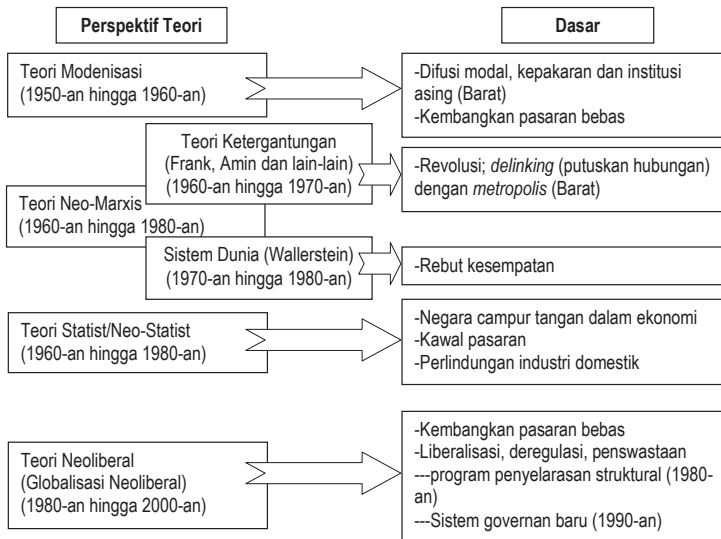 Perspektif Teori
Dasar
Teori Modenisasi
(1950-an hingga 1960-an)
-Difusi modal, kepakaran dan institusi
asing (Barat)
-Kembangkan pasaran bebas
Teori Ketergantungan
(Frank, Amin dan lain-lain)
(1960-an hingga 1970-an)
-Revolusi; delinking (putuskan hubungan)
dengan metropolis (Barat)
Teori Neo-Marxis
(1960-an hingga 1980-an)
Sistem Dunia (Wallerstein)
(1970-an hingga 1980-an)
-Rebut kesempatan
Teori Statist/Neo-Statist
(1960-an hingga 1980-an)
-Negara campur tangan dalam ekonomi
-Kawal pasaran
-Perlindungan industri domestik
Teori Neoliberal
(Globalisasi Neoliberal)
(1980-an hingga 2000-an)
-Kembangkan pasaran bebas
-Liberalisasi, deregulasi, penswastaan
---program penyelarasan struktural (1980-
an)
---Sistem governan baru (1990-an)